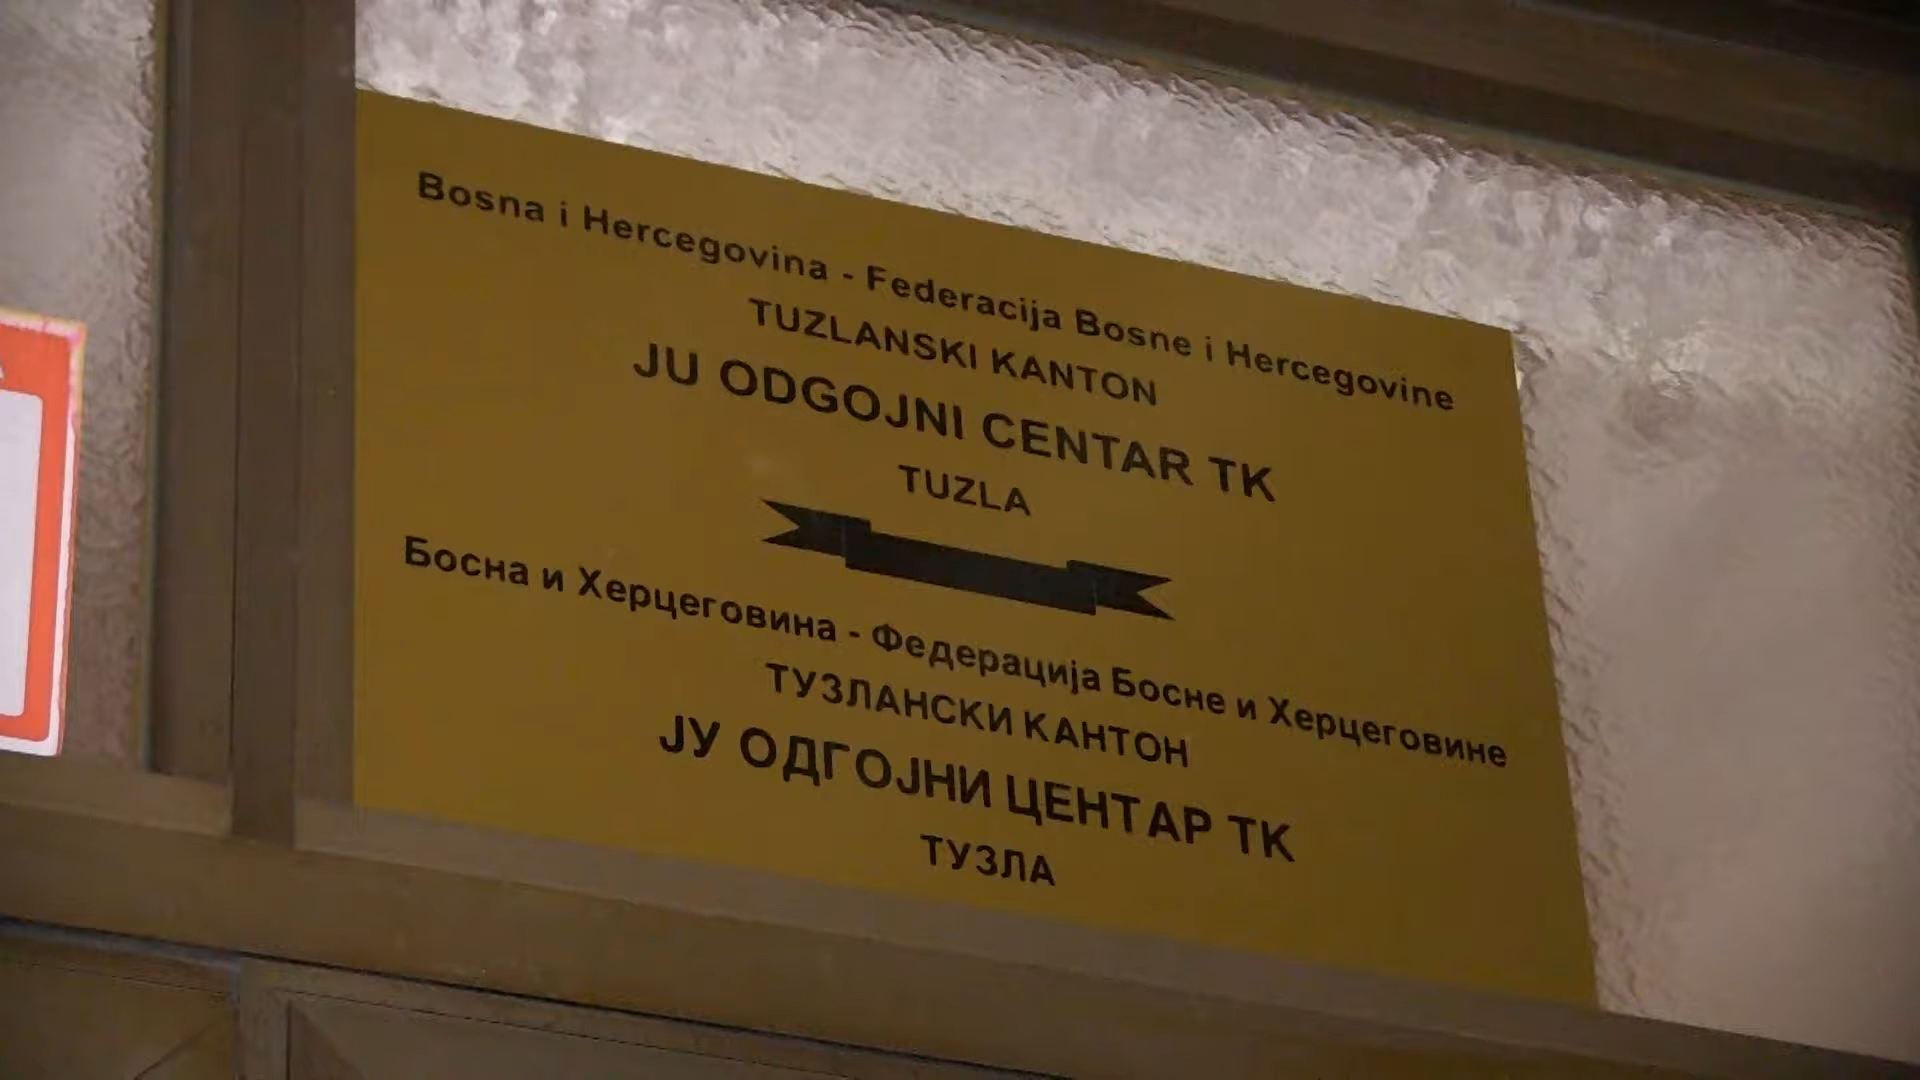 Bosna i Hercegovina - Federacija Bosne i Hercegovine
TUZLANSKI KANTON
JU ODGOJNI CENTAR TK
TUZLA
Босна и Херцеговина - Федерација Босне и Херцеговине
ТУЗЛАНСКИ КАНТОН
ЈУ ОДГОЈНИ ЦЕНТАР ТК
ТУЗЛА